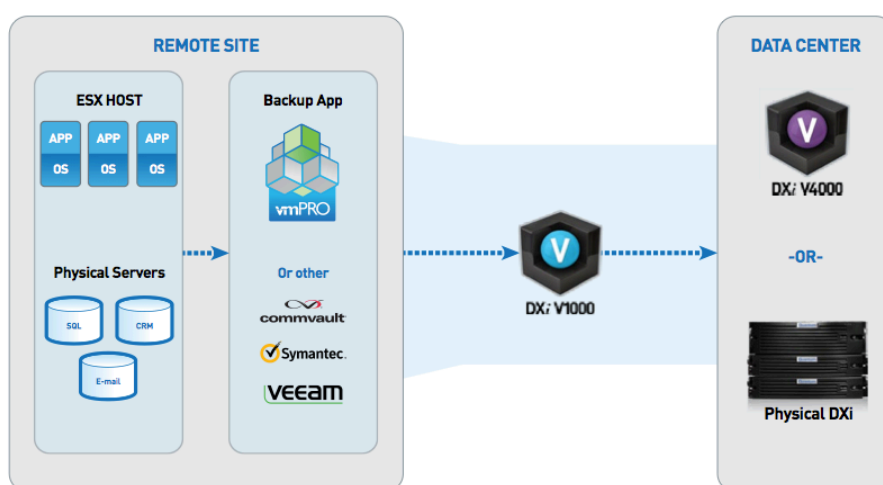 REMOTE SITE
ESX HOST
APP APP APP
OS OS OS
Physical Servers
SQL CRM
E-mail
Backup App
vmPRO
Or other
commvault
Symantec.
veeam
V
DXi V1000
DATA CENTER
V
DXi V4000
-OR-
Physical DXi